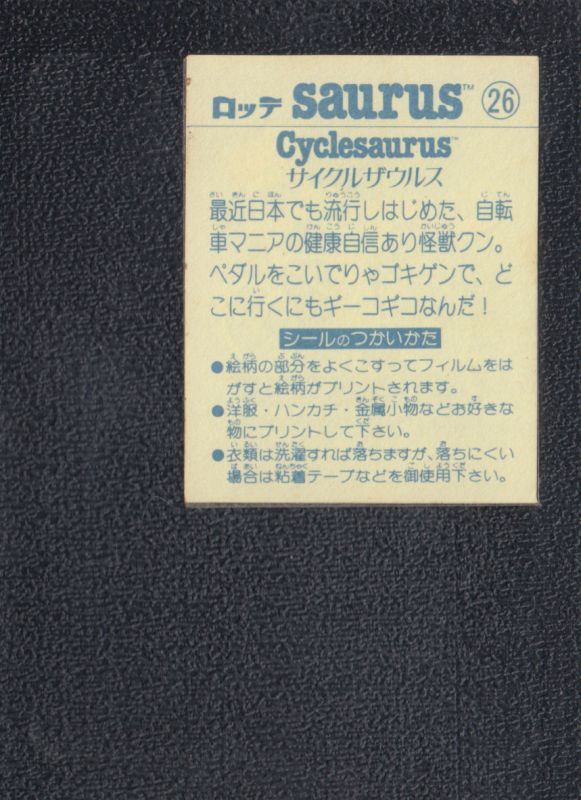 ロッテ saurus™ 26
Cyclesaurus™
サイクルザウルス
最近日本でも流行しはじめた、自転
車マニアの健康自信あり怪獣クン。
ペダルをこいでりゃゴキゲンで、ど
こに行くにもギーコギコなんだ！
シールのつかいかた
●絵柄の部分をよくこすってフィルムをは
がすと絵柄がプリントされます。
●洋服・ハンカチ・金属小物などお好きな
物にプリントして下さい。
●衣類は洗濯すれば落ちますが、落ちにくい
場合は粘着テープなどを御使用下さい。